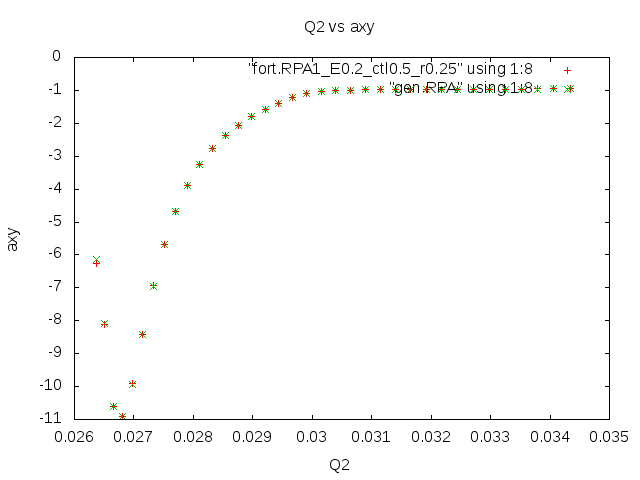 Q2 vs axy
"fort.RPA1_E0.2_ctl0.5_r0.25" using 1:8
"gen.RPA" using 1:8
0
-1
-2
-3
-4
-5
-6
-7
-8
-9
-10
-11
axy
0.026 0.027 0.028 0.029 0.03 0.031 0.032 0.033 0.034 0.035
Q2